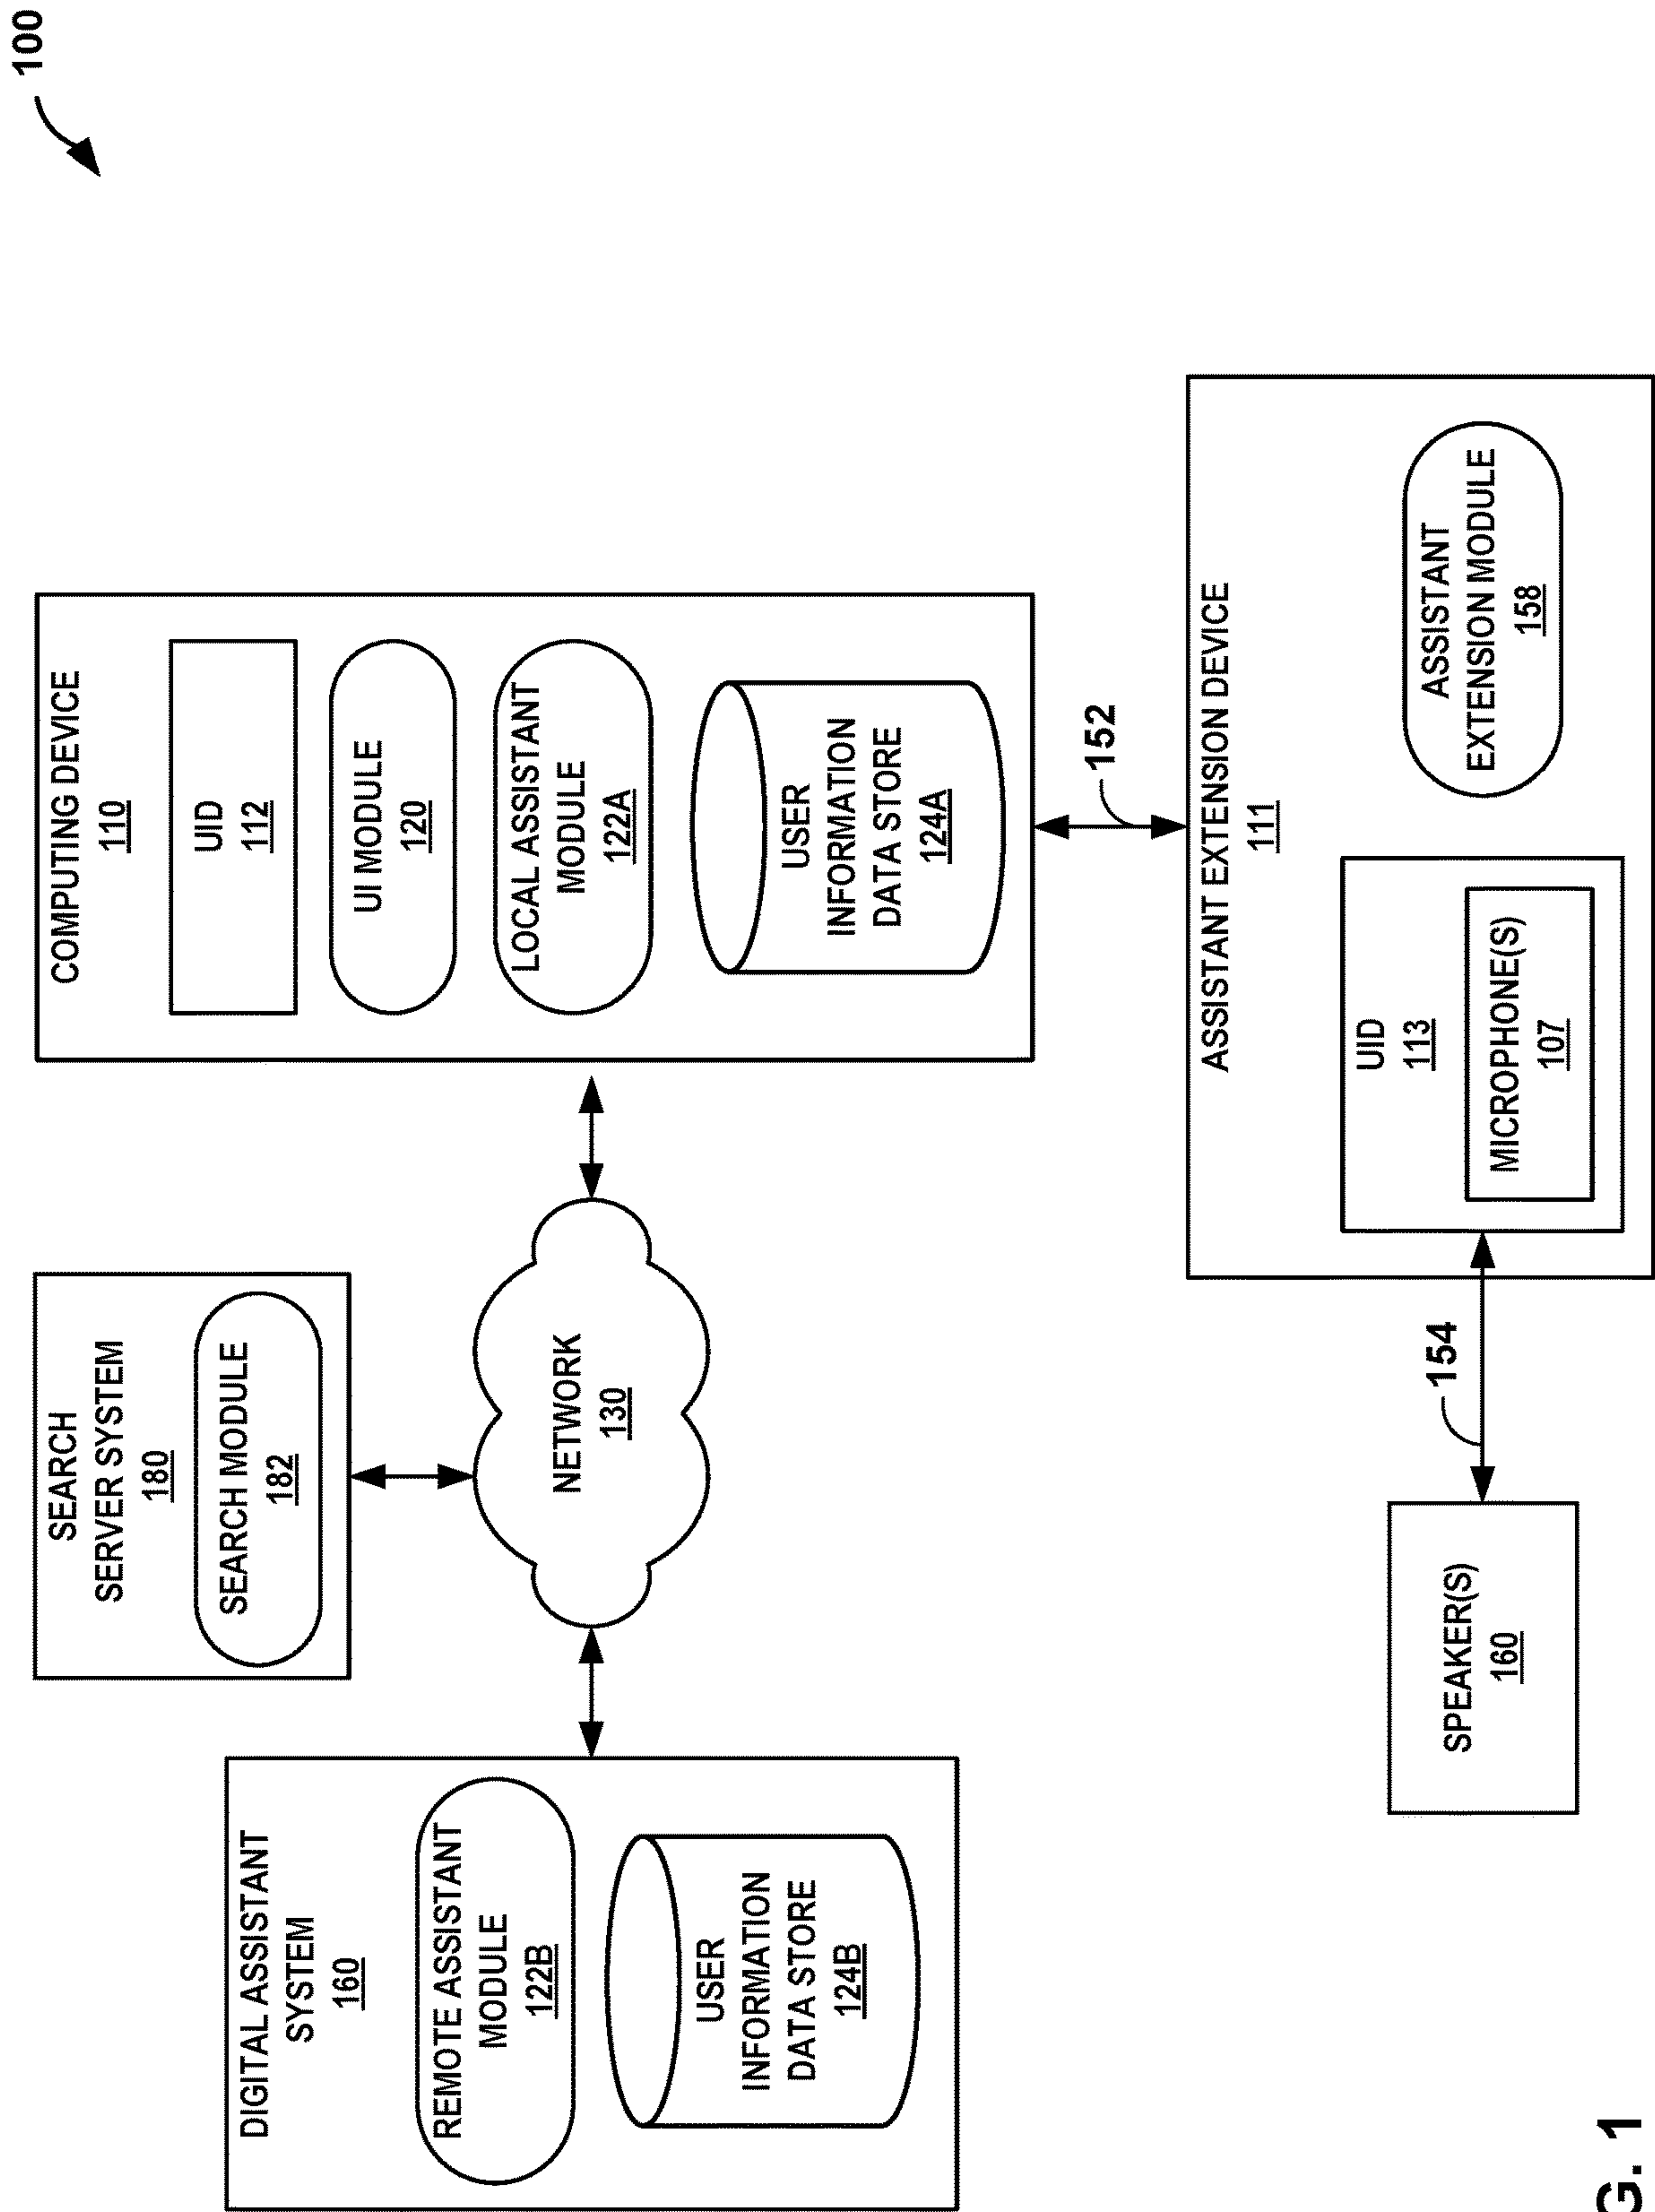 100
DIGITAL ASSISTANT
SYSTEM
160
REMOTE ASSISTANT
MODULE
122B
USER
INFORMATION
DATA STORE
124B
SEARCH
SERVER SYSTEM
180
SEARCH MODULE
182
NETWORK
130
COMPUTING DEVICE
110
UID
112
UI MODULE
120
LOCAL ASSISTANT
MODULE
122A
USER
INFORMATION
DATA STORE
124A
152
SPEAKER(S)
160
154
ASSISTANT EXTENSION DEVICE
111
UID
113
MICROPHONE(S)
107
ASSISTANT
EXTENSION MODULE
158
G. 1